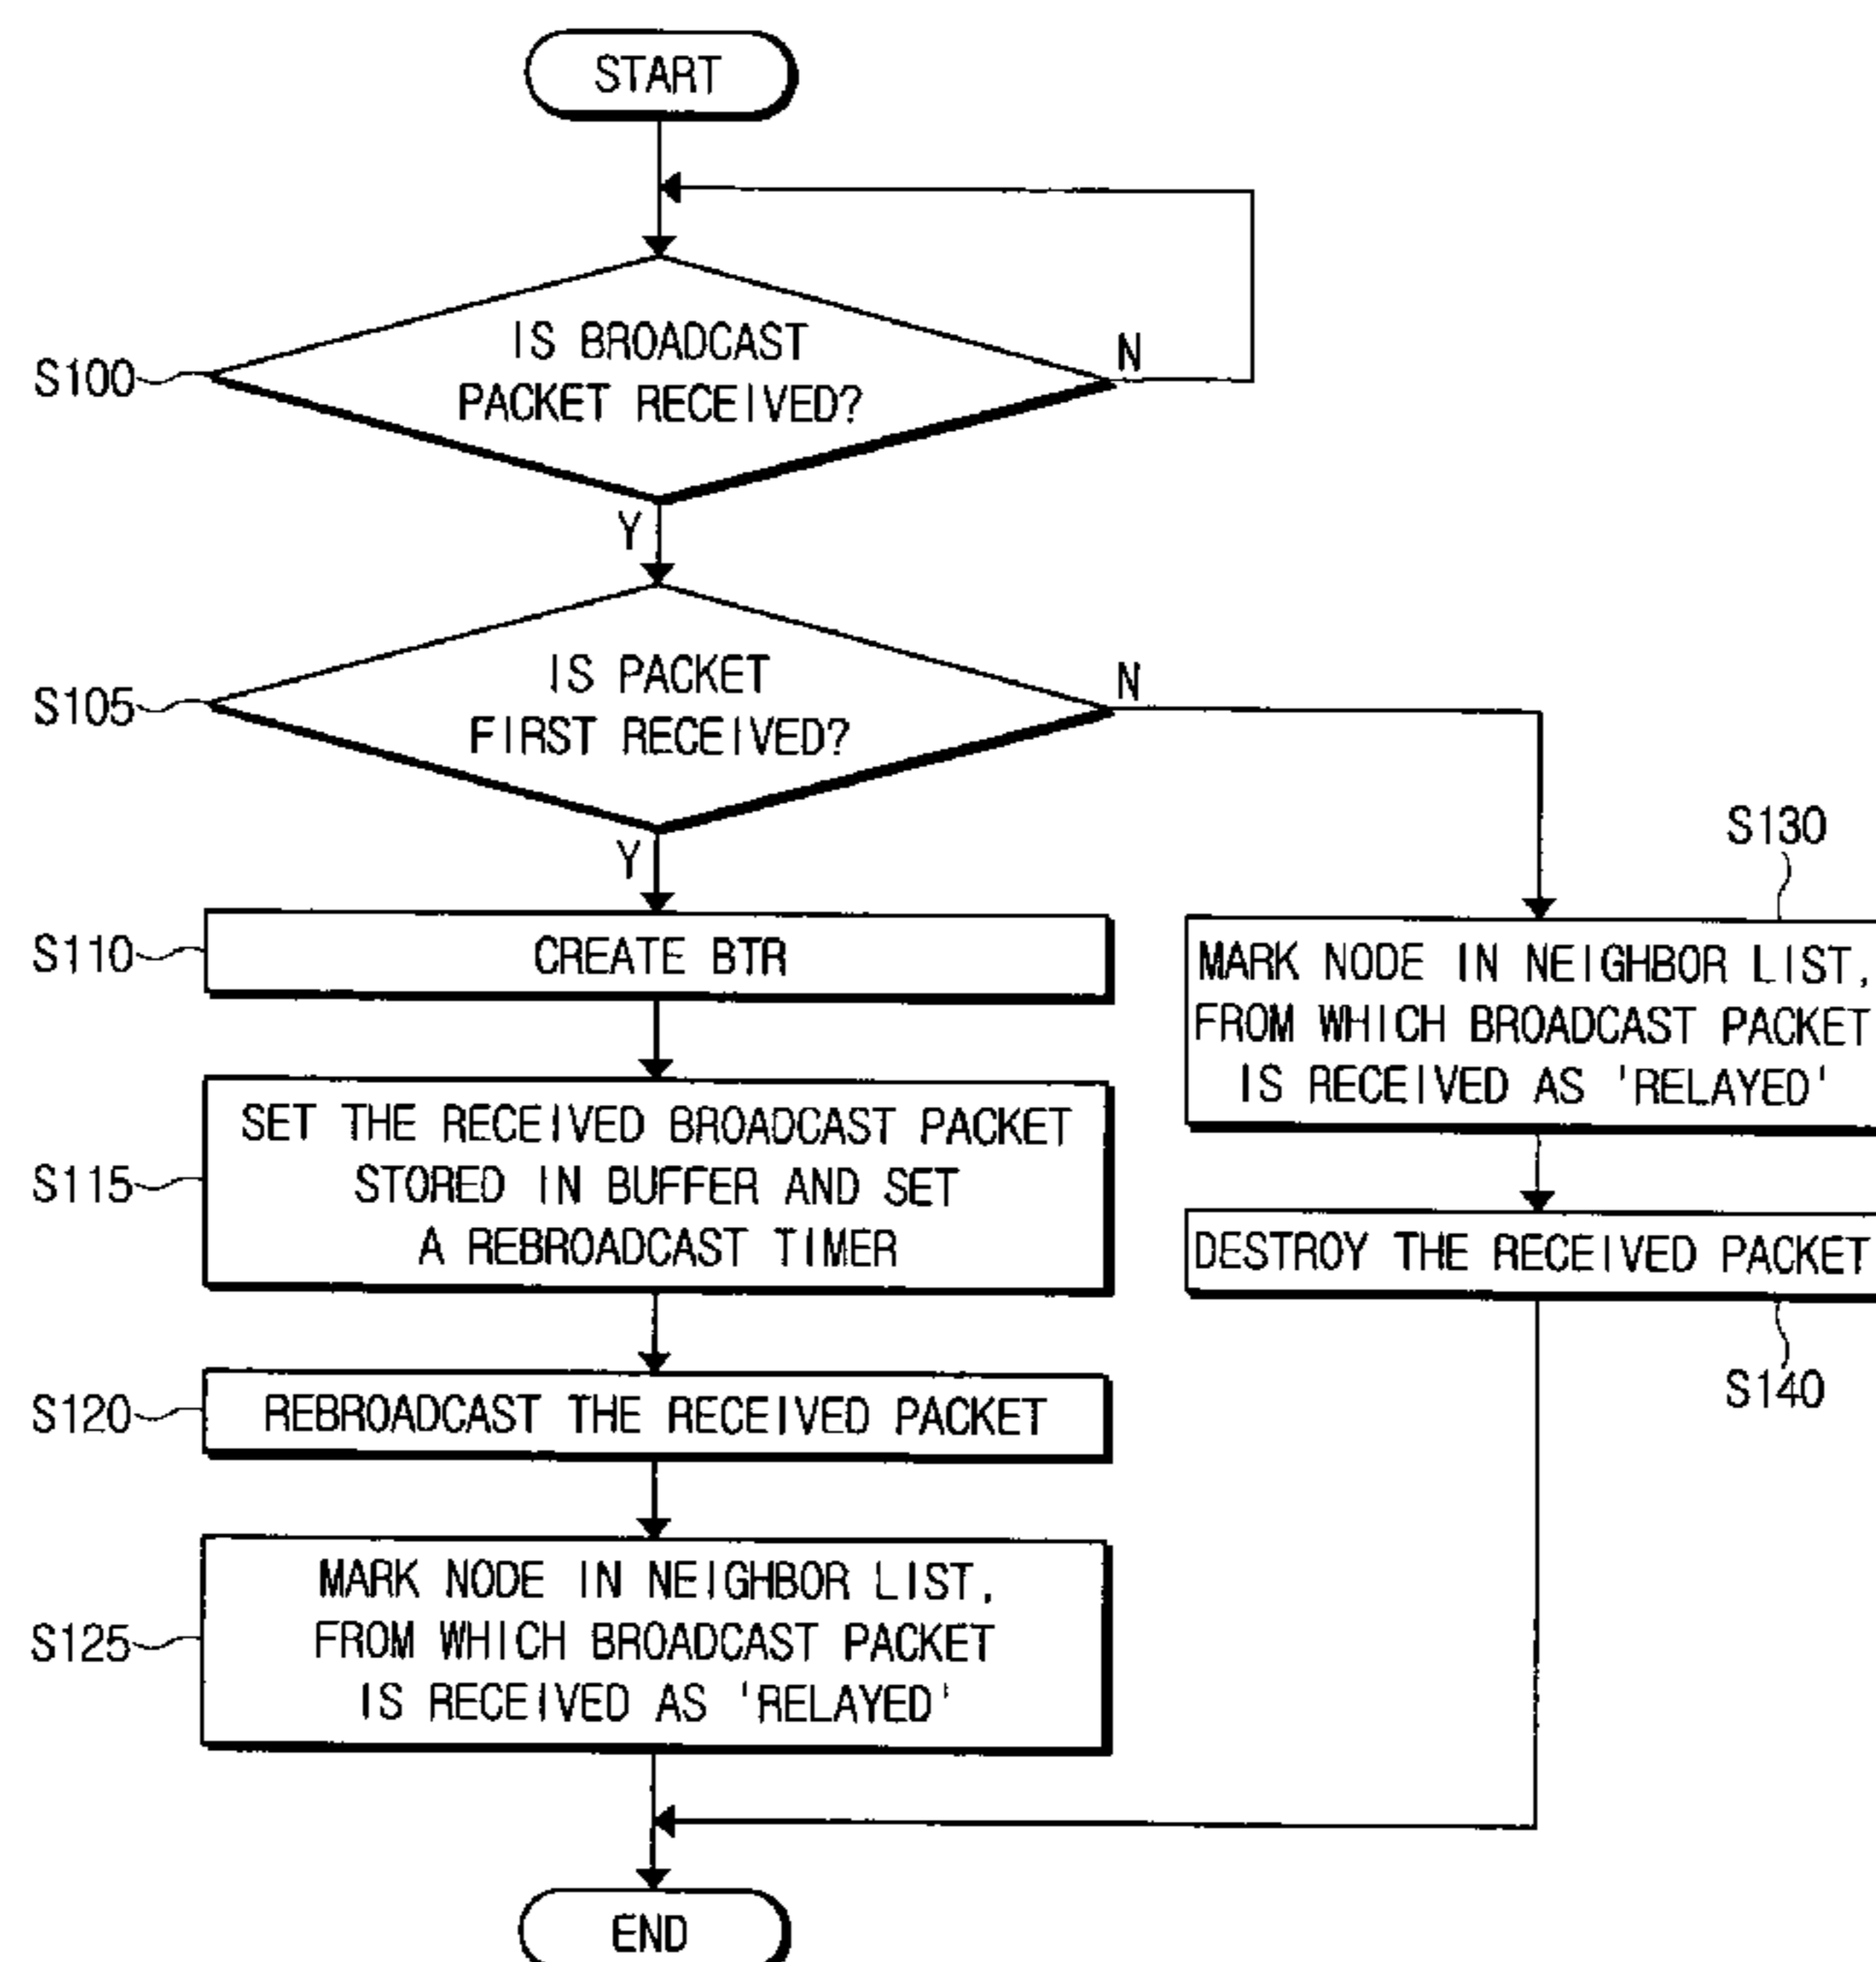 START
IS BROADCAST
PACKET RECEIVED?
N
S100
Y
IS PACKET
FIRST RECEIVED?
N
S105
Y
S110
CREATE BTR
S115
SET THE RECEIVED BROADCAST PACKET
STORED IN BUFFER AND SET
A REBROADCAST TIMER
S120
REBROADCAST THE RECEIVED PACKET
S125
MARK NODE IN NEIGHBOR LIST,
FROM WHICH BROADCAST PACKET
IS RECEIVED AS 'RELAYED'
S130
MARK NODE IN NEIGHBOR LIST,
FROM WHICH BROADCAST PACKET
IS RECEIVED AS 'RELAYED'
DESTROY THE RECEIVED PACKET
S140
END